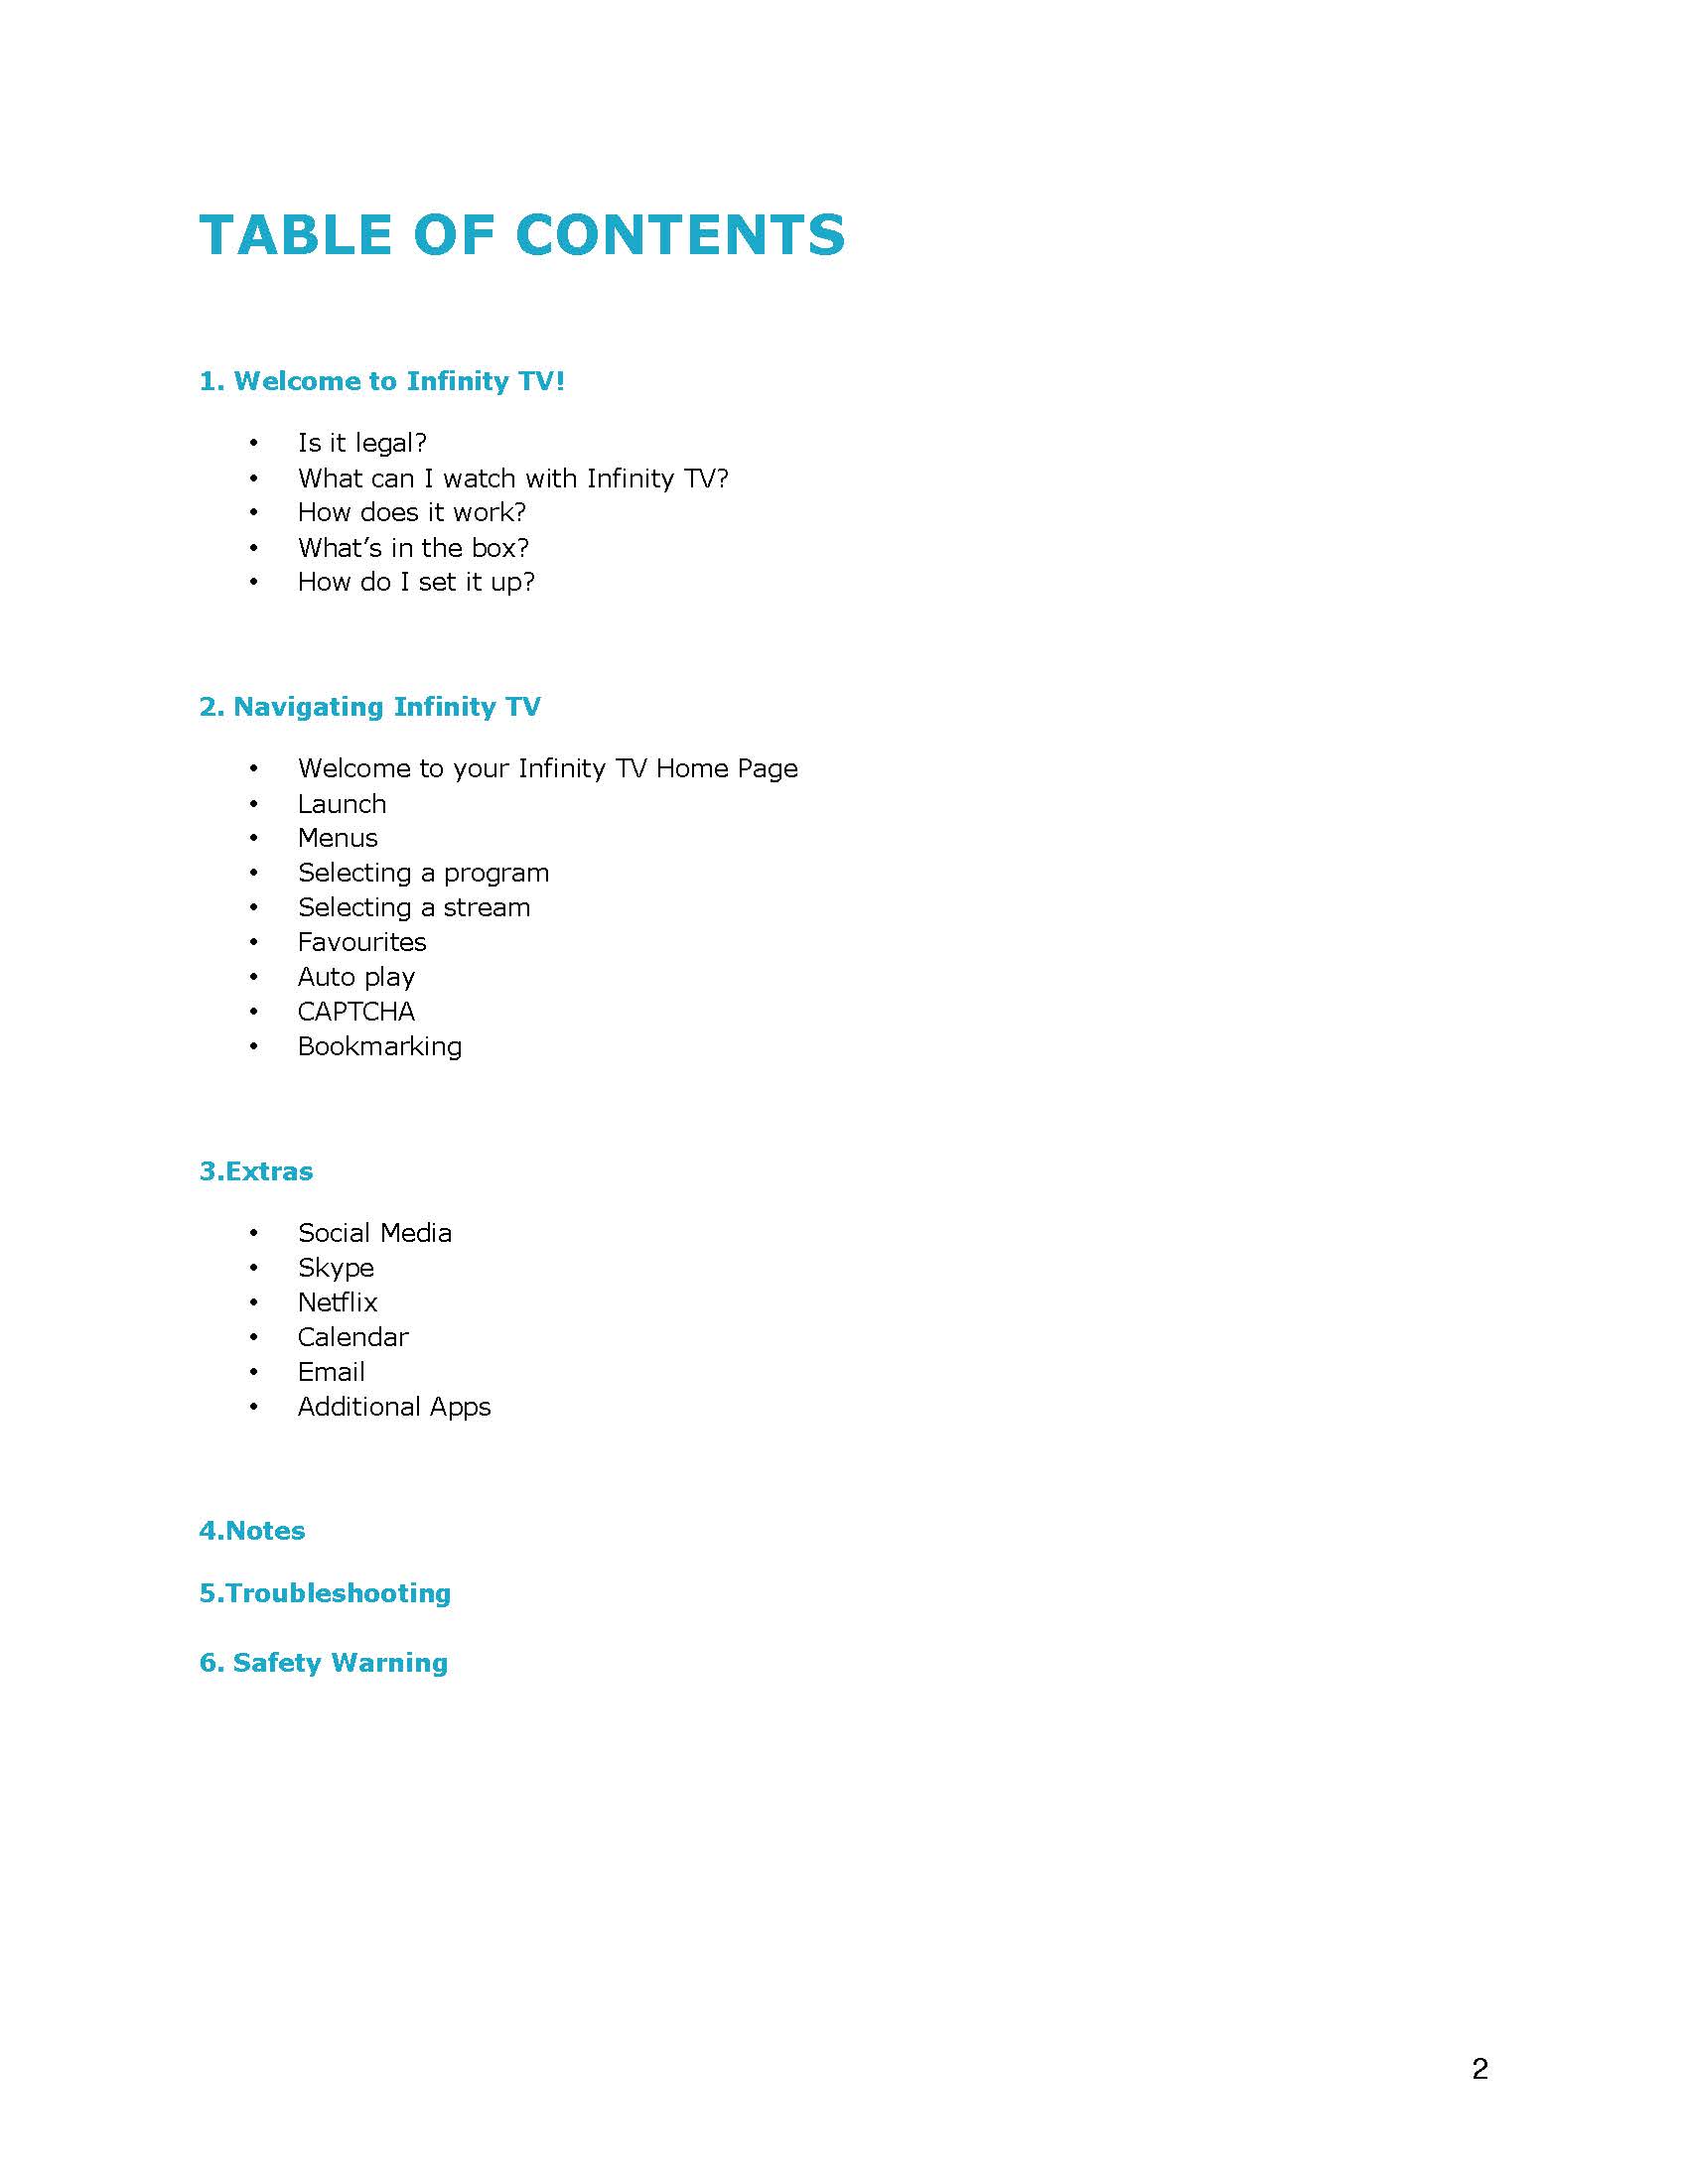 TABLE OF CONTENTS
1. Welcome to Infinity TV!
• Is it legal?
• What can I watch with Infinity TV?
• How does it work?
• What’s in the box?
• How do I set it up?
2. Navigating Infinity TV
• Welcome to your Infinity TV Home Page
• Launch
• Menus
• Selecting a program
• Selecting a stream
• Favourites
• Auto play
• CAPTCHA
• Bookmarking
3.Extras
• Social Media
• Skype
• Netflix
• Calendar
• Email
• Additional Apps
4.Notes
5.Troubleshooting
6. Safety Warning
2